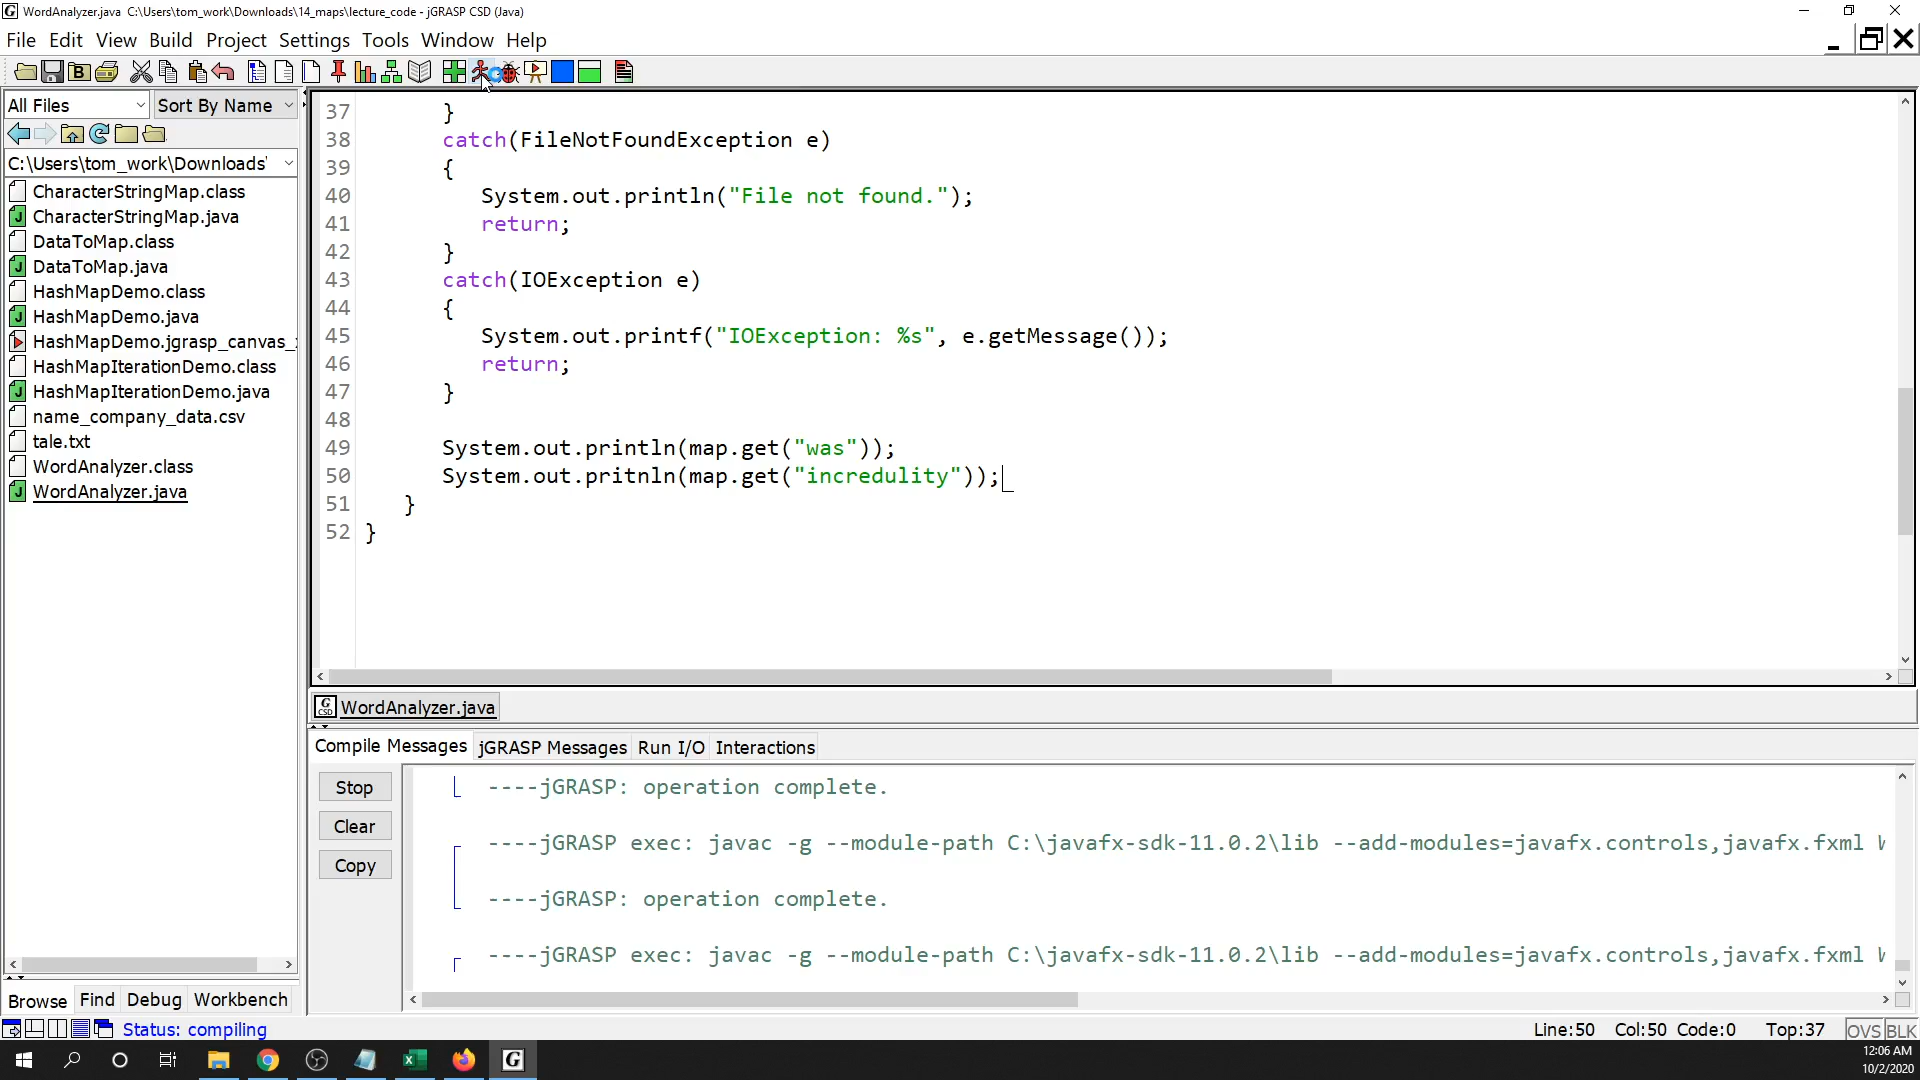 WordAnalyzer.java C:\Users\tom_work\Downloads\14_maps\lecture_code - jGRASP CSD (Java)
File Edit View Build Project Settings Tools Window Help
All Files Sort By Name
C:\Users\tom_work\Downloads'
CharacterStringMap.class
CharacterStringMap.java
DataToMap.class
DataToMap.java
HashMapDemo.class
HashMapDemo.java
HashMapDemo.jgrasp_canvas_
HashMapIterationDemo.class
HashMapIterationDemo.java
name_company_data.csv
tale.txt
WordAnalyzer.class
WordAnalyzer.java
Browse Find Debug Workbench
37 }
38 catch(FileNotFoundException e)
39 {
40 System.out.println("File not found.");
41 return;
42 }
43 catch(IOException e)
44 {
45 System.out.printf("IOException: %s", e.getMessage());
46 return;
47 }
48
49 System.out.println(map.get("was"));
50 System.out.pritnln(map.get("incredulity"));
51 }
52 }
WordAnalyzer.java
Compile Messages jGRASP Messages Run I/O Interactions
Stop
Clear
Copy
----jGRASP: operation complete.
----jGRASP exec: javac -g --module-path C:\javafx-sdk-11.0.2\lib --add-modules=javafx.controls,javafx.fxml
----jGRASP: operation complete.
----jGRASP exec: javac -g --module-path C:\javafx-sdk-11.0.2\lib --add-modules=javafx.controls,javafx.fxml
Status: compiling
Line:50 Col:50 Code:0 Top:37 OVS BLK
12:06 AM
10/2/2020